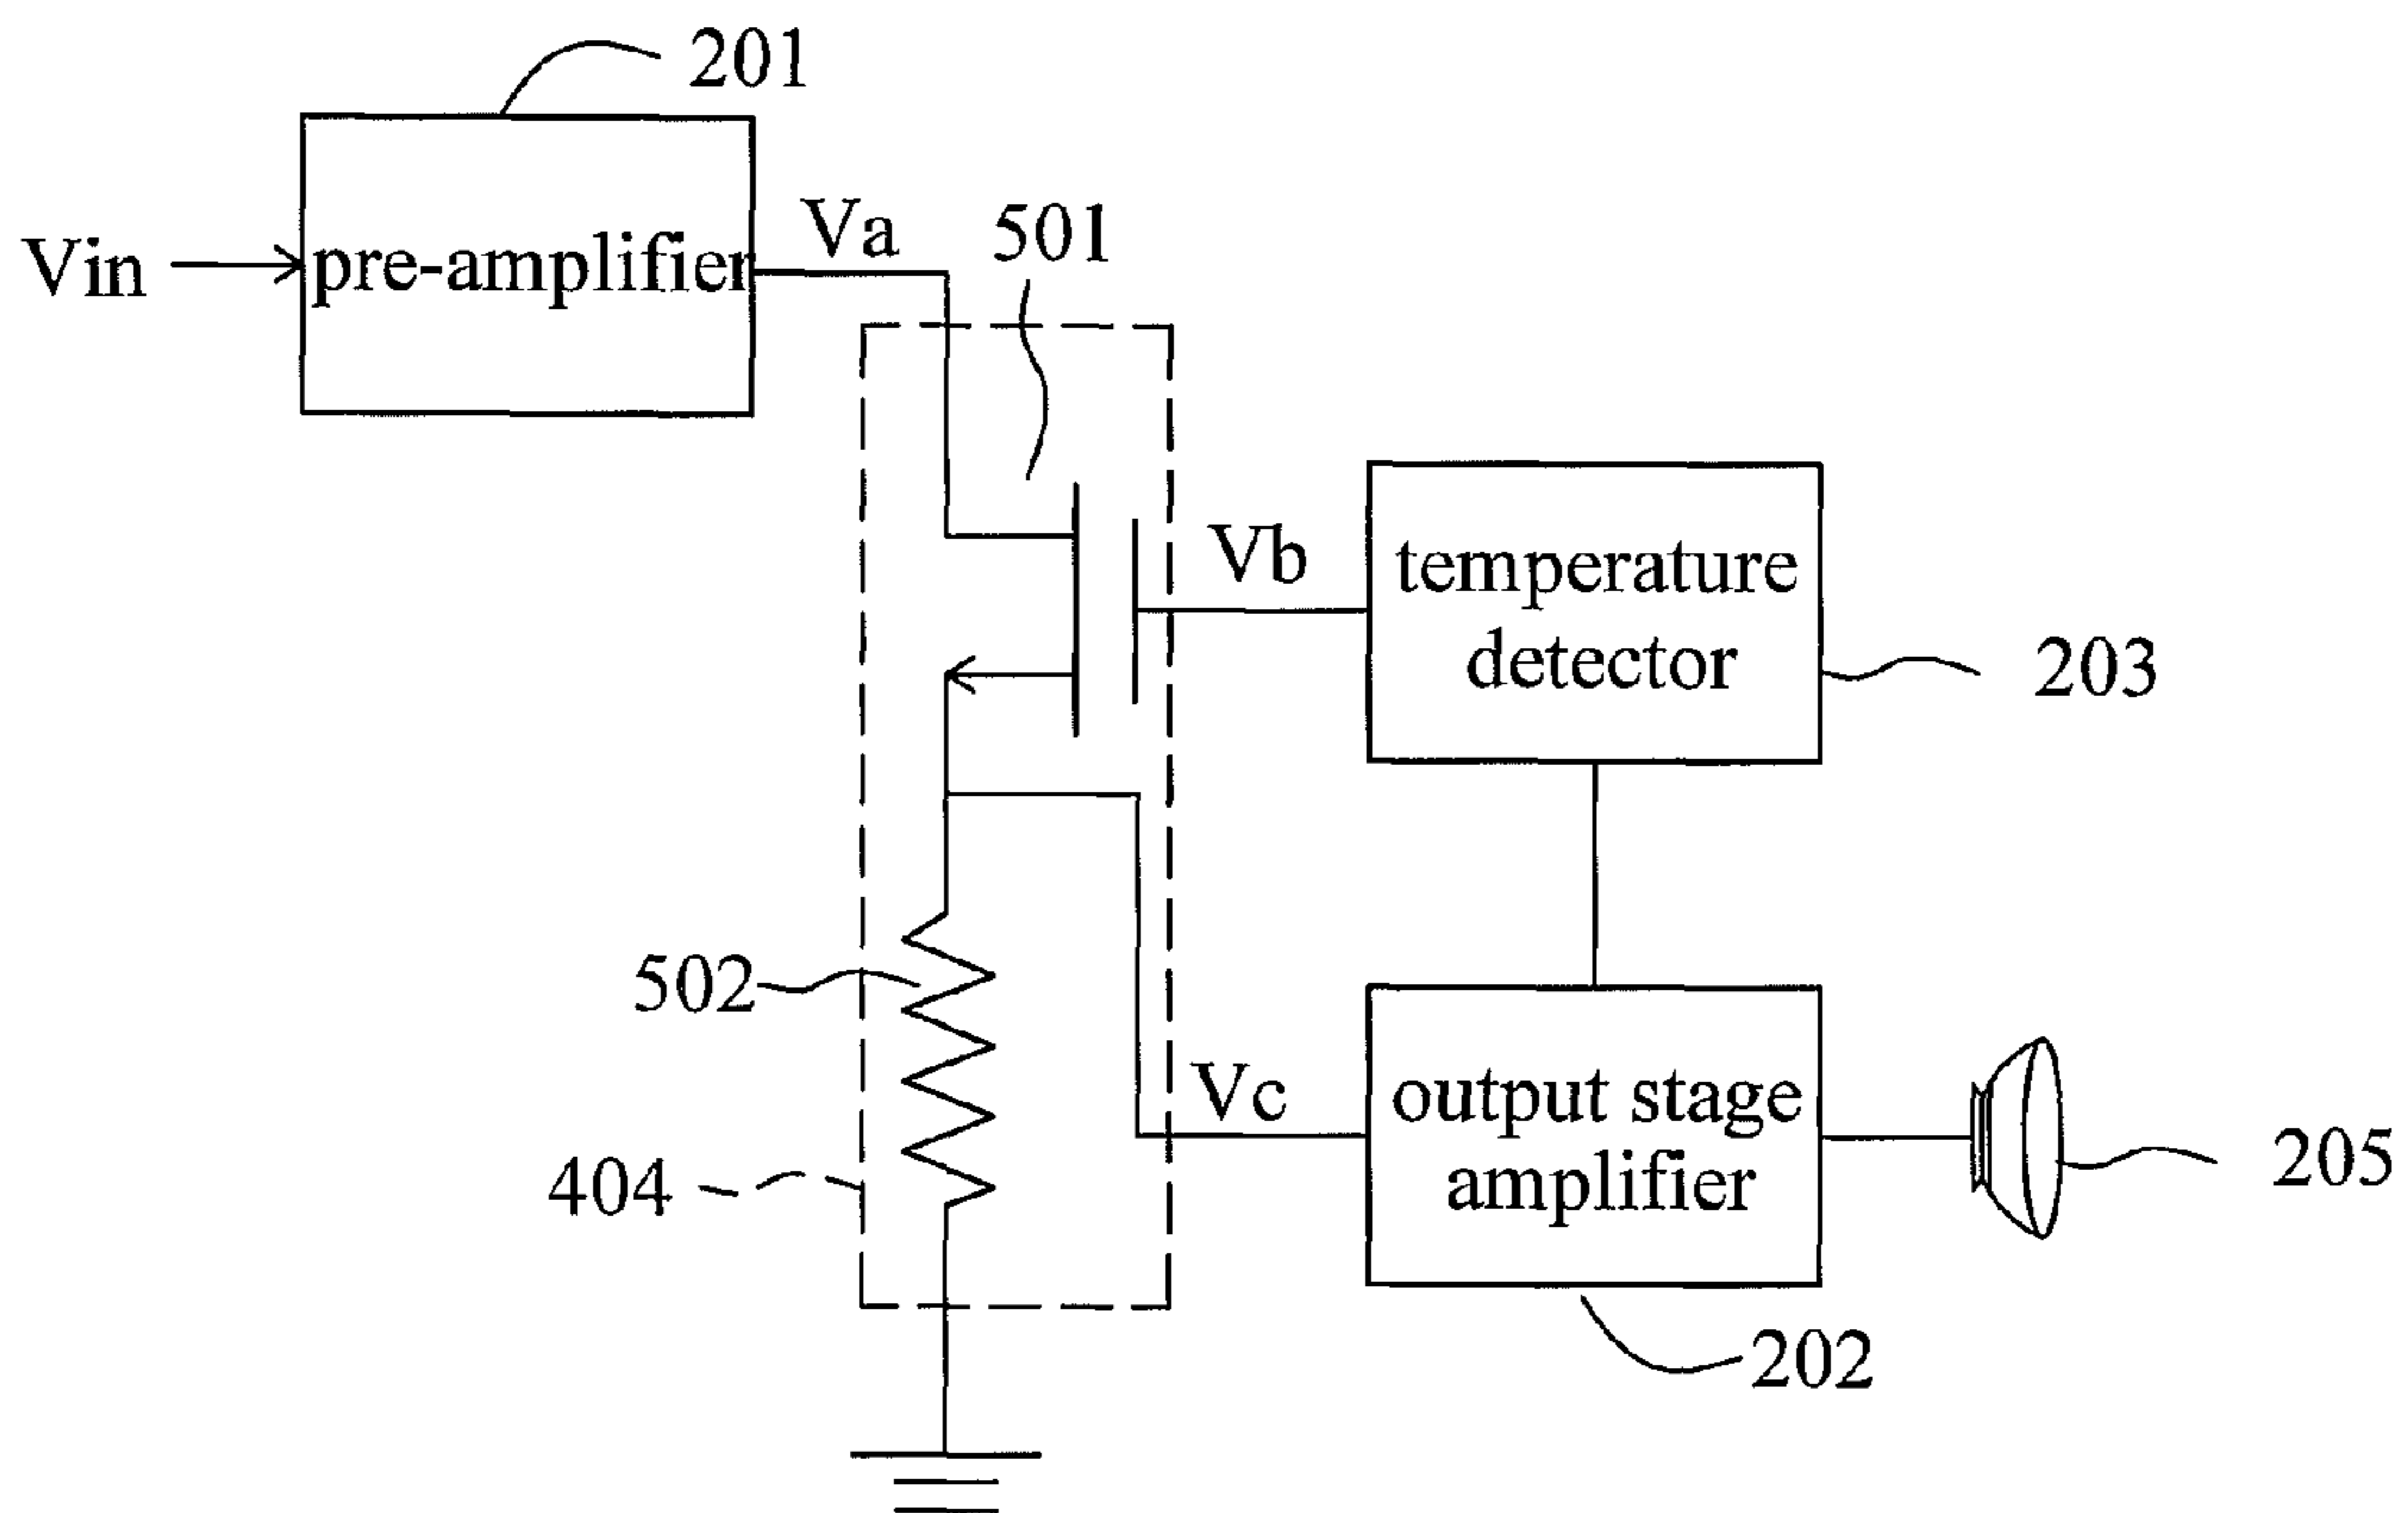 201
Vin
pre-amplifier
Va
501
Vb
temperature
detector
203
502
Vc
output stage
amplifier
404
205
202